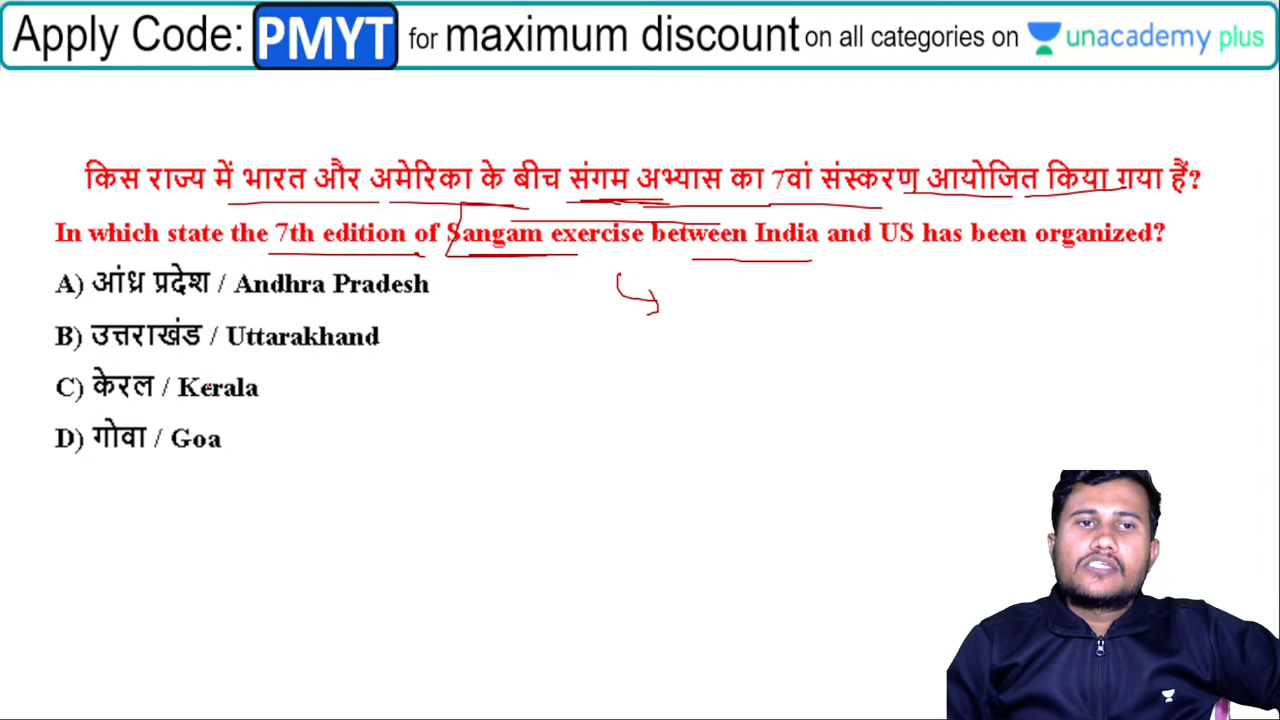 Apply Code: PMYT for maximum discount on all categories on unacademy plus
किस राज्य में भारत और अमेरिका के बीच संगम अभ्यास का 7वां संस्करण आयोजित किया गया हैं?
In which state the 7th edition of Sangam exercise between India and US has been organized?
A) आंध्र प्रदेश / Andhra Pradesh
B) उत्तराखंड / Uttarakhand
C) केरल / Kerala
D) गोवा / Goa